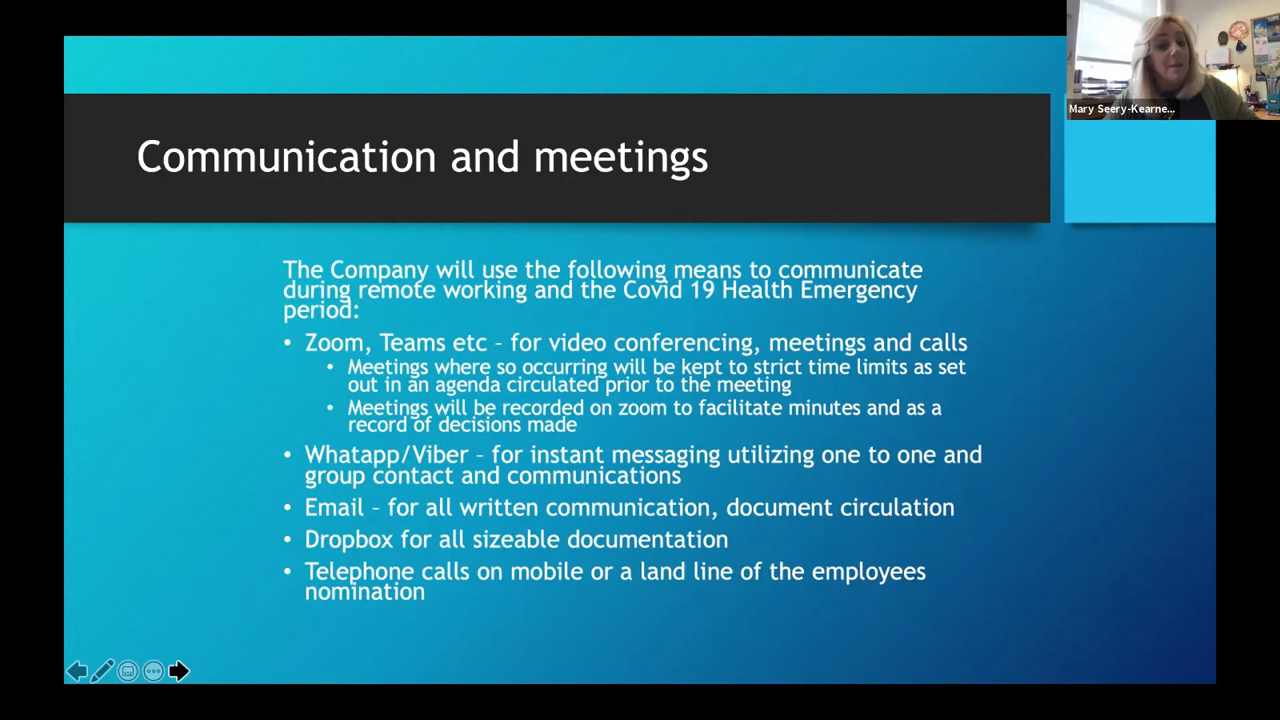 Mary Seery-Kearne...
Communication and meetings
The Company will use the following means to communicate
during remote working and the Covid 19 Health Emergency
period:
• Zoom, Teams etc – for video conferencing, meetings and calls
• Meetings where so occurring will be kept to strict time limits as set
out in an agenda circulated prior to the meeting
• Meetings will be recorded on zoom to facilitate minutes and as a
record of decisions made
• Whatapp/Viber – for instant messaging utilizing one to one and
group contact and communications
• Email – for all written communication, document circulation
• Dropbox for all sizeable documentation
• Telephone calls on mobile or a land line of the employees
nomination